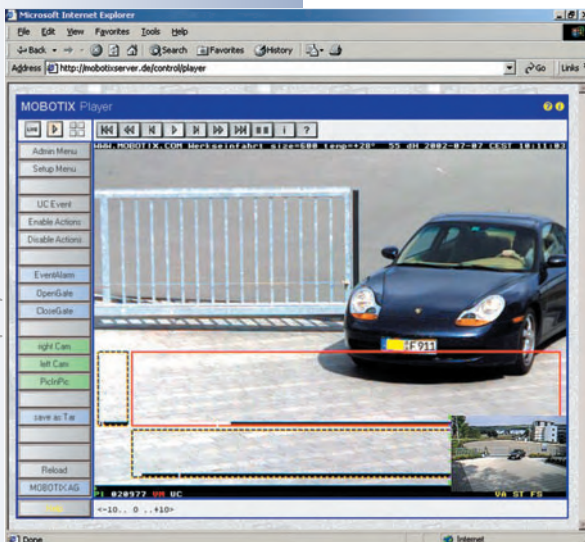 Microsoft Internet Explorer
File Edit View Favorites Tools Help
Back Search Favorites History
Address http://mobotixserver.de/control/player Go Links
MOBOTIX Player
LIVE i ?
Admin Menu
Setup Menu
UC Event
Enable Actions
Disable Actions
EventAlarm
OpenGate
CloseGate
right Cam
left Cam
PicInPic
save as Tar
Reload
MOBOTIX AG
WWW.MOBOTIX.COM Werkseinfahrt size=600 temp=+28° 55 dH 2002-07-07 CEST 10:11:03
F 911
PI 020977 VM UC VA ST FS
<-10.. 0 ..+10>
Done Internet